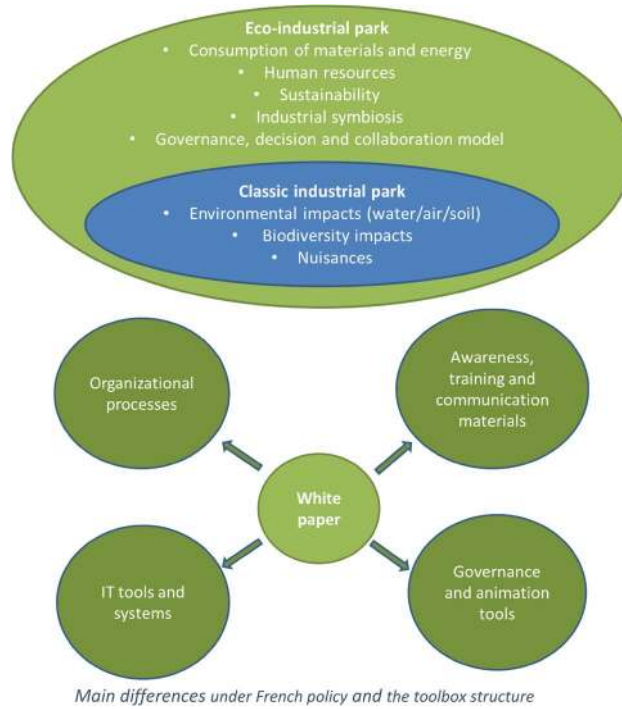 Eco-industrial park
• Consumption of materials and energy
• Human resources
• Sustainability
• Industrial symbiosis
• Governance, decision and collaboration model
Classic industrial park
• Environmental impacts (water/air/soil)
• Biodiversity impacts
• Nuisances
Organizational
processes
Awareness,
training and
communication
materials
White
paper
IT tools and
systems
Governance
and animation
tools
Main differences under French policy and the toolbox structure